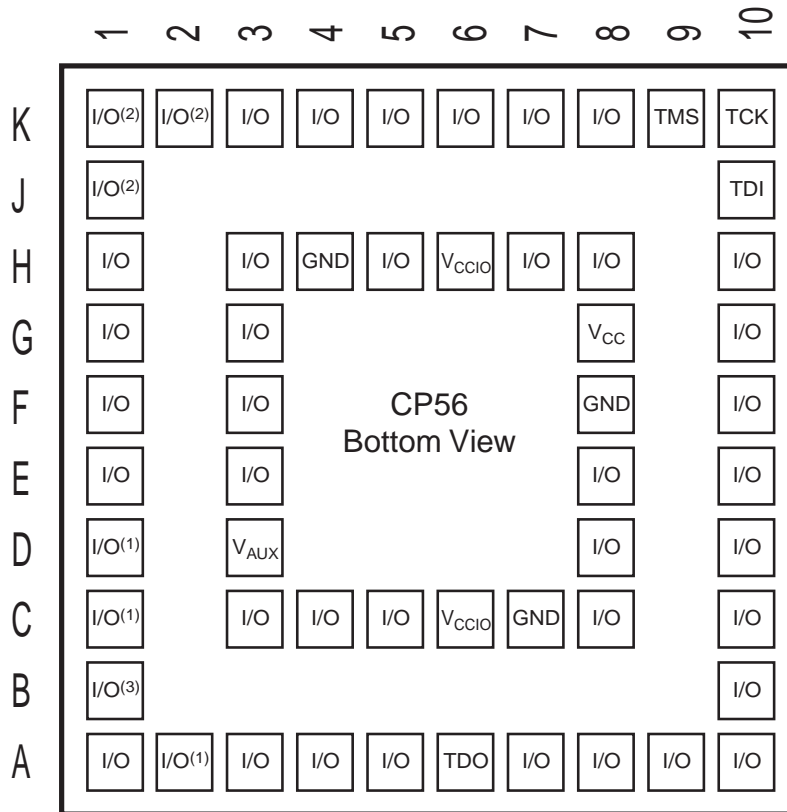 1 2 3 4 5 6 7 8 9 10
K I/O(2) I/O(2) I/O I/O I/O I/O I/O I/O TMS TCK
J I/O(2) TDI
H I/O I/O GND I/O VCCIO I/O I/O I/O
G I/O I/O VCC I/O
F I/O I/O CP56 GND I/O
Bottom View
E I/O I/O I/O I/O
D I/O(1) VAUX I/O I/O
C I/O(1) I/O I/O I/O VCCIO GND I/O I/O
B I/O(3) I/O
A I/O I/O(1) I/O I/O I/O TDO I/O I/O I/O I/O